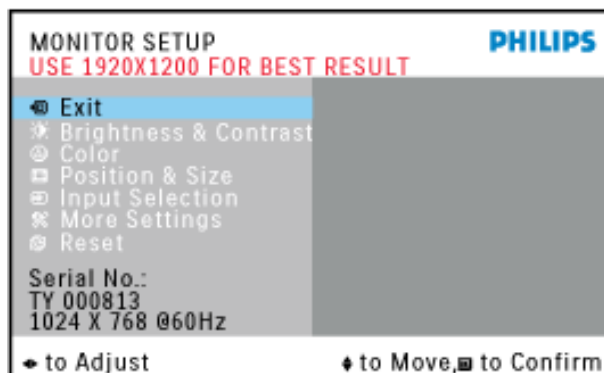 MONITOR SETUP
PHILIPS
USE 1920X1200 FOR BEST RESULT
Exit
Brightness & Contrast
Color
Position & Size
Input Selection
More Settings
Reset
Serial No.:
TY 000813
1024 X 768 @60Hz
to Adjust
to Move, to Confirm